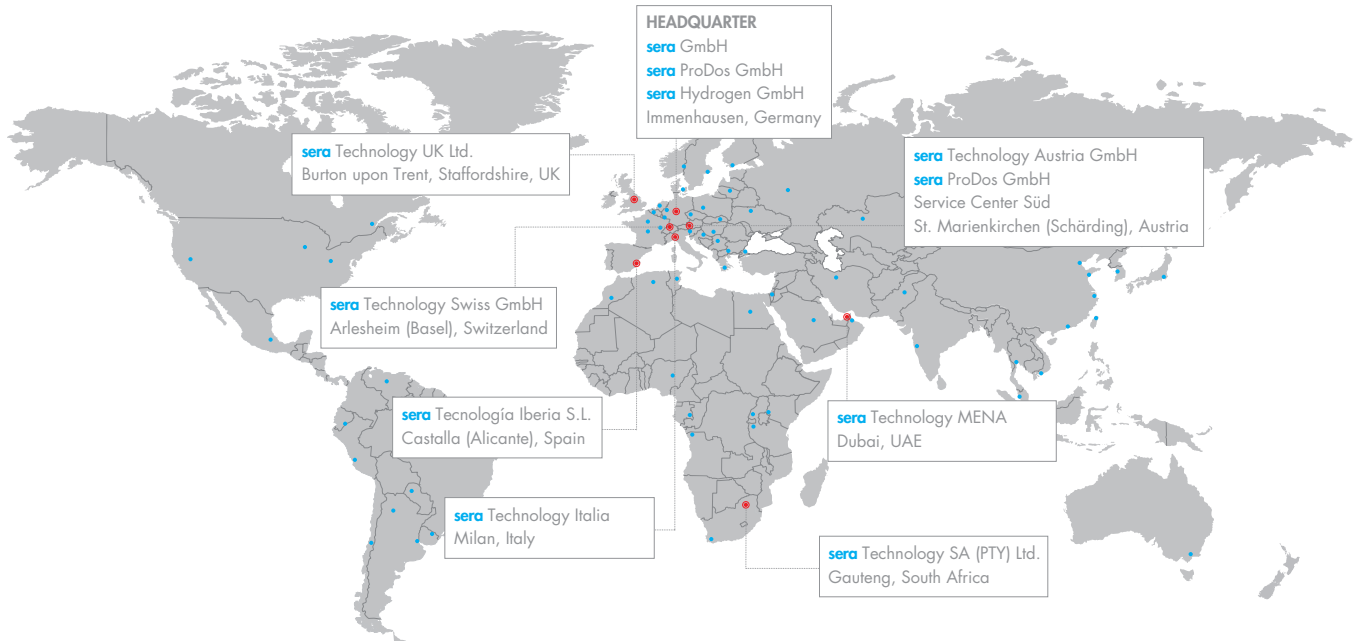 HEADQUARTER
sera GmbH
sera ProDos GmbH
sera Hydrogen GmbH
Immenhausen, Germany
sera Technology UK Ltd.
Burton upon Trent, Staffordshire, UK
sera Technology Austria GmbH
sera ProDos GmbH
Service Center Süd
St. Marienkirchen (Schärding), Austria
sera Technology Swiss GmbH
Arlesheim (Basel), Switzerland
sera Tecnología Iberia S.L.
Castalla (Alicante), Spain
sera Technology MENA
Dubai, UAE
sera Technology Italia
Milan, Italy
sera Technology SA (PTY) Ltd.
Gauteng, South Africa